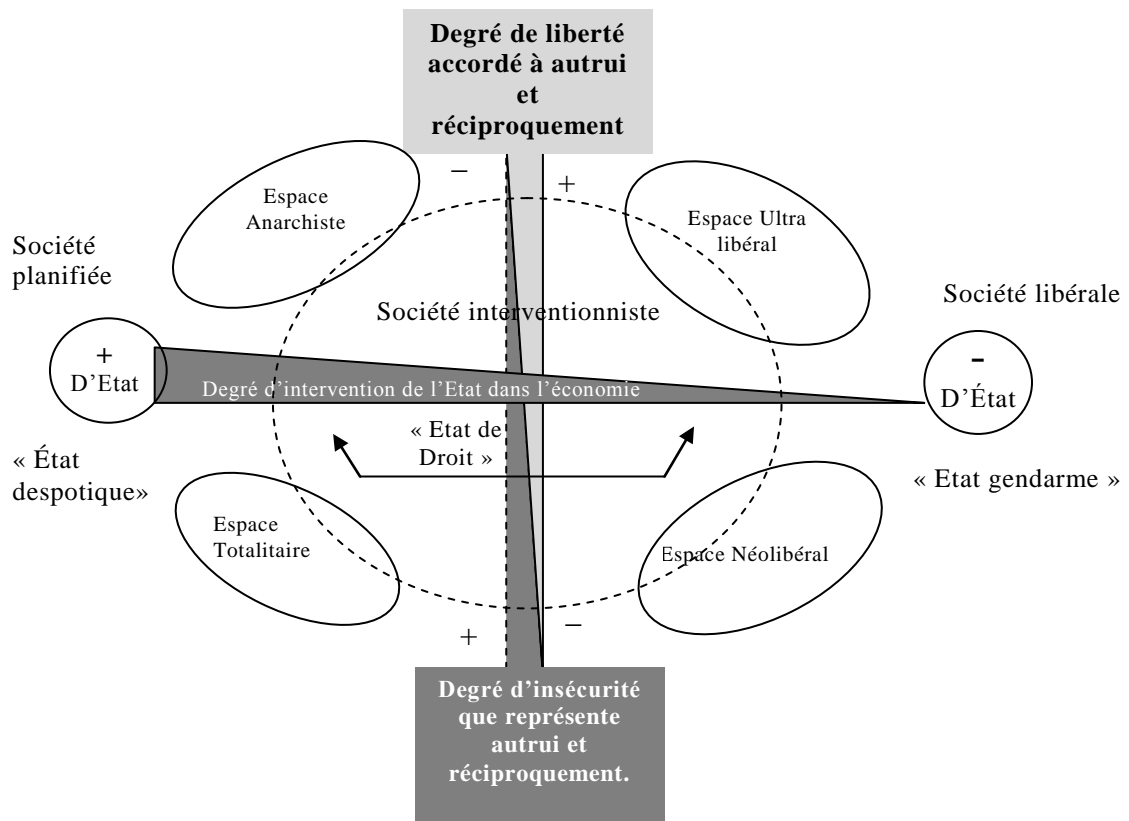 Degré de liberté
accordé à autrui
et
réciproquement
– +
Espace
Anarchiste
Espace Ultra
libéral
Société
planifiée
Société interventionniste
Société libérale
+
D’Etat
-
D’État
Degré d’intervention de l’Etat dans l’économie
« Etat de
Droit »
« État
despotique»
« Etat gendarme »
Espace
Totalitaire
Espace Néolibéral
+ –
Degré d’insécurité
que représente
autrui et
réciproquement.